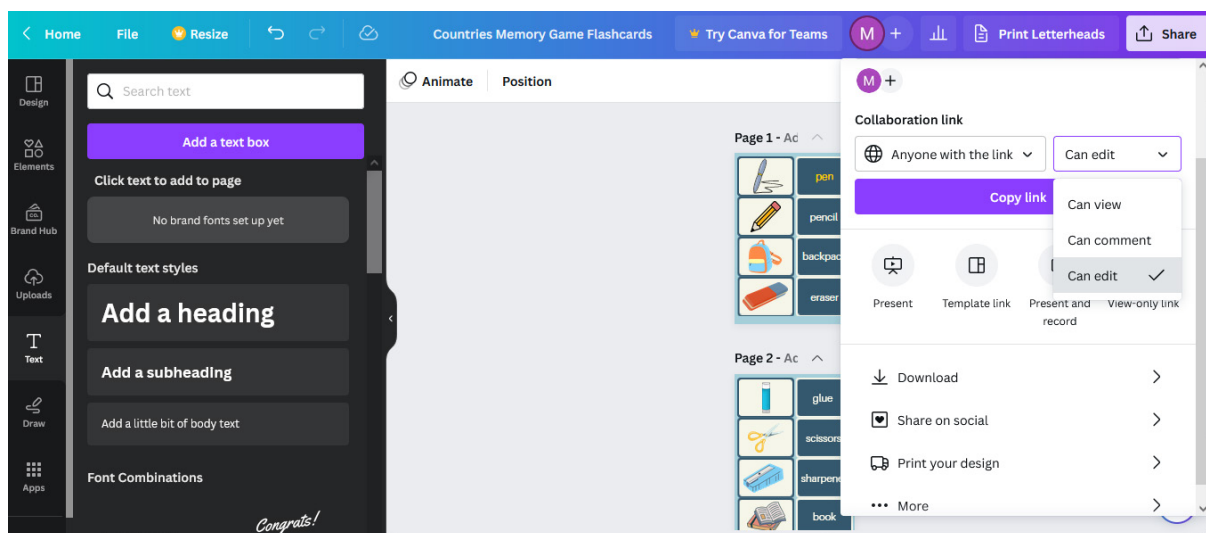 Home
File
Resize
Countries Memory Game Flashcards
Try Canva for Teams
M
+
Print Letterheads
Share
Design
Elements
CO.
Brand Hub
Uploads
T
Text
Draw
Apps
Search text
Add a text box
Click text to add to page
No brand fonts set up yet
Default text styles
Add a heading
Add a subheading
Add a little bit of body text
Font Combinations
Congrats!
Animate
Position
Page 1 - Ad
pen
pencil
backpac
eraser
Page 2 - Ad
glue
scissors
sharpene
book
M
+
Collaboration link
Anyone with the link
Can edit
Copy link
Can view
Can comment
Can edit
Present
Template link
Present and
record
View-only link
Download
Share on social
Print your design
More